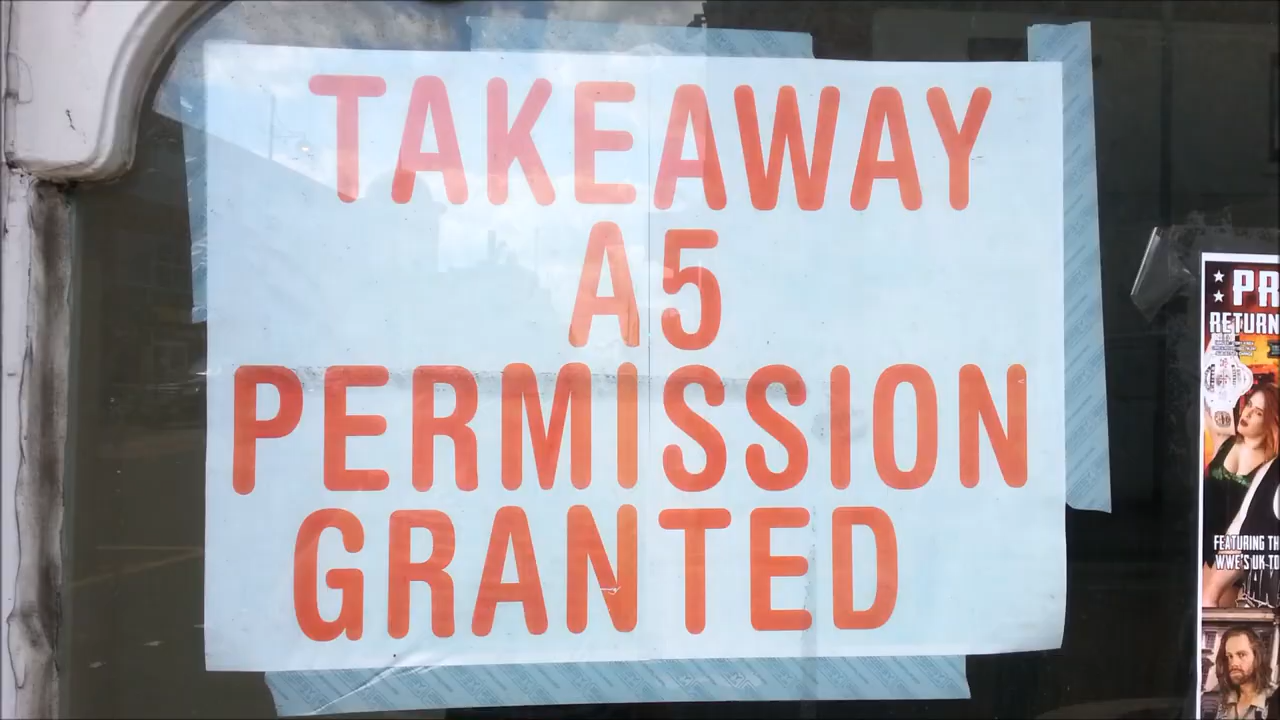 TAKEAWAY
A5
PERMISSION
GRANTED
PR
RETURN
FEATURING TH
WWE'S UK TO